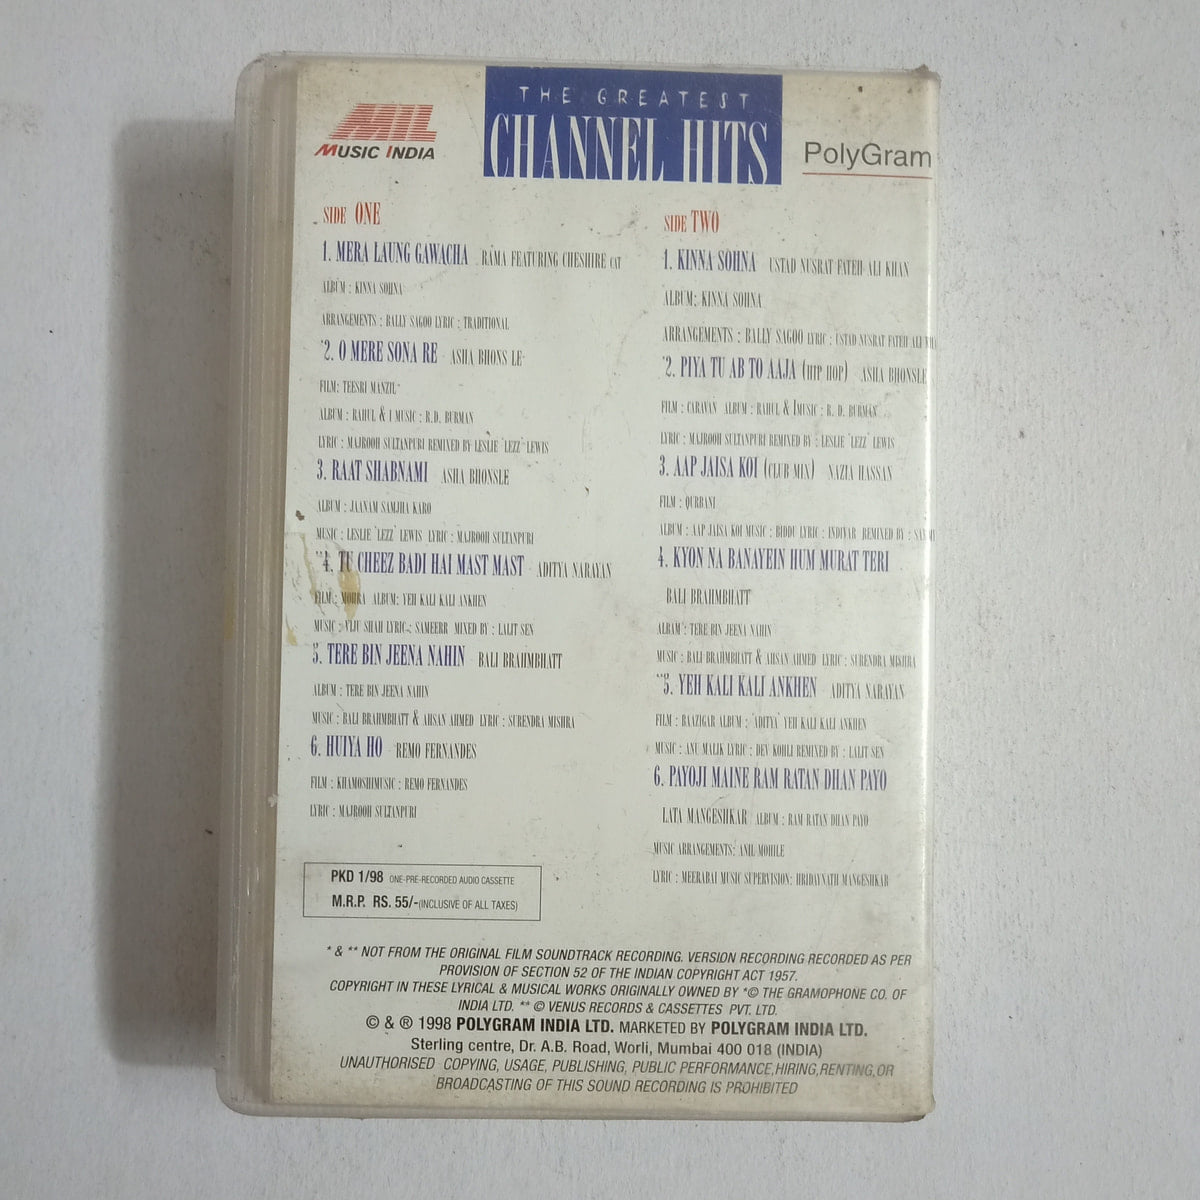 THE GREATEST
CHANNEL HITS
MIL
MUSIC INDIA
PolyGram
SIDE ONE
1. MERA LAUNG GAWACHA . RAMA FEATURING CHESHIRE CAT
ALBUM : KINNA SOHNA
ARRANGEMENTS : BALLY SAGOO LYRIC : TRADITIONAL
*2. O MERE SONA RE - ASHA BHONS LE
FILM: TEESRI MANZIL
ALBUM : RAHUL & I MUSIC : R.D. BURMAN
LYRIC : MAJROOH SULTANPURI REMIXED BY : LESLIE 'LEZZ' LEWIS
3. RAAT SHABNAMI - ASHA BHONSLE
ALBUM : JAANAM SAMJHA KARO
MUSIC : LESLIE 'LEZZ' LEWIS LYRIC : MAJROOH SULTANPURI
**4. TU CHEEZ BADI HAI MAST MAST - ADITYA NARAYAN
FILM : MOHRA ALBUM: YEH KALI KALI ANKHEN
MUSIC : VIJU SHAH LYRIC : SAMEERR MIXED BY : LALIT SEN
5. TERE BIN JEENA NAHIN - BALI BRAHMBHATT
ALBUM : TERE BIN JEENA NAHIN
MUSIC : BALI BRAHMBHATT & AHSAN AHMED LYRIC : SURENDRA MISHRA
6. HUIYA HO - REMO FERNANDES
FILM : KHAMOSHIMUSIC : REMO FERNANDES
LYRIC : MAJROOH SULTANPURI
SIDE TWO
1. KINNA SOHNA - USTAD NUSRAT FATEH ALI KHAN
ALBUM: KINNA SOHNA
ARRANGEMENTS : BALLY SAGOO LYRIC : USTAD NUSRAT FATEH ALI
*2. PIYA TU AB TO AAJA (HIP HOP) - ASHA BHONSLE
FILM : CARAVAN ALBUM : RAHUL & IMUSIC : R. D. BURMAN
LYRIC : MAJROOH SULTANPURI REMIXED BY : LESLIE 'LEZZ' LEWIS
3. AAP JAISA KOI (CLUB MIX) - NAZIA HASSAN
FILM : QURBANI
ALBUM : AAP JAISA KOI MUSIC : BIDDU LYRIC : INDIVAR REMIXED BY :
4. KYON NA BANAYEIN HUM MURAT TERI
BALI BRAHMBHATT
ALBAM : TERE BIN JEENA NAHIN
MUSIC : BALI BRAHMBHATT & AHSAN AHMED LYRIC : SURENDRA MISHRA
**5. YEH KALI KALI ANKHEN - ADITYA NARAYAN
FILM : BAAZIGAR ALBUM : 'ADITYA' YEH KALI KALI ANKHEN
MUSIC : ANU MALIK LYRIC : DEV KOHLI REMIXED BY : LALIT SEN
6. PAYOJI MAINE RAM RATAN DHAN PAYO
LATA MANGESHKAR ALBUM : RAM RATAN DHAN PAYO
MUSIC ARRANGEMENTS: ANIL MOHILE
LYRIC : MEERABAI MUSIC SUPERVISION: HRIDAYNATH MANGESHKAR
PKD 1/98 ONE-PRE-RECORDED AUDIO CASSETTE
M.R.P. RS. 55/-(INCLUSIVE OF ALL TAXES)
* & ** NOT FROM THE ORIGINAL FILM SOUNDTRACK RECORDING. VERSION RECORDING RECORDED AS PER
PROVISION OF SECTION 52 OF THE INDIAN COPYRIGHT ACT 1957.
COPYRIGHT IN THESE LYRICAL & MUSICAL WORKS ORIGINALLY OWNED BY *© THE GRAMOPHONE CO. OF
INDIA LTD. ** © VENUS RECORDS & CASSETTES PVT. LTD.
© & ® 1998 POLYGRAM INDIA LTD. MARKETED BY POLYGRAM INDIA LTD.
Sterling centre, Dr. A.B. Road, Worli, Mumbai 400 018 (INDIA)
UNAUTHORISED COPYING, USAGE, PUBLISHING, PUBLIC PERFORMANCE,HIRING,RENTING,OR
BROADCASTING OF THIS SOUND RECORDING IS PROHIBITED